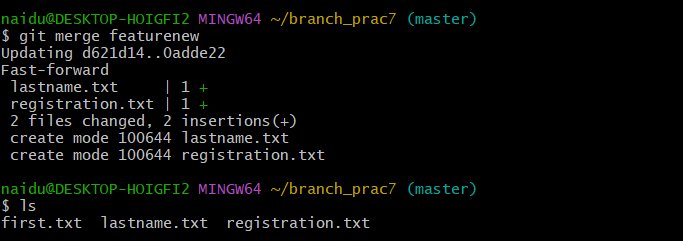 naidu@DESKTOP-HOIGFI2 MINGW64 ~/branch_prac7 (master)
$ git merge featurenew
Updating d621d14..0adde22
Fast-forward
 lastname.txt     | 1 +
 registration.txt | 1 +
 2 files changed, 2 insertions(+)
 create mode 100644 lastname.txt
 create mode 100644 registration.txt
naidu@DESKTOP-HOIGFI2 MINGW64 ~/branch_prac7 (master)
$ ls
first.txt  lastname.txt  registration.txt